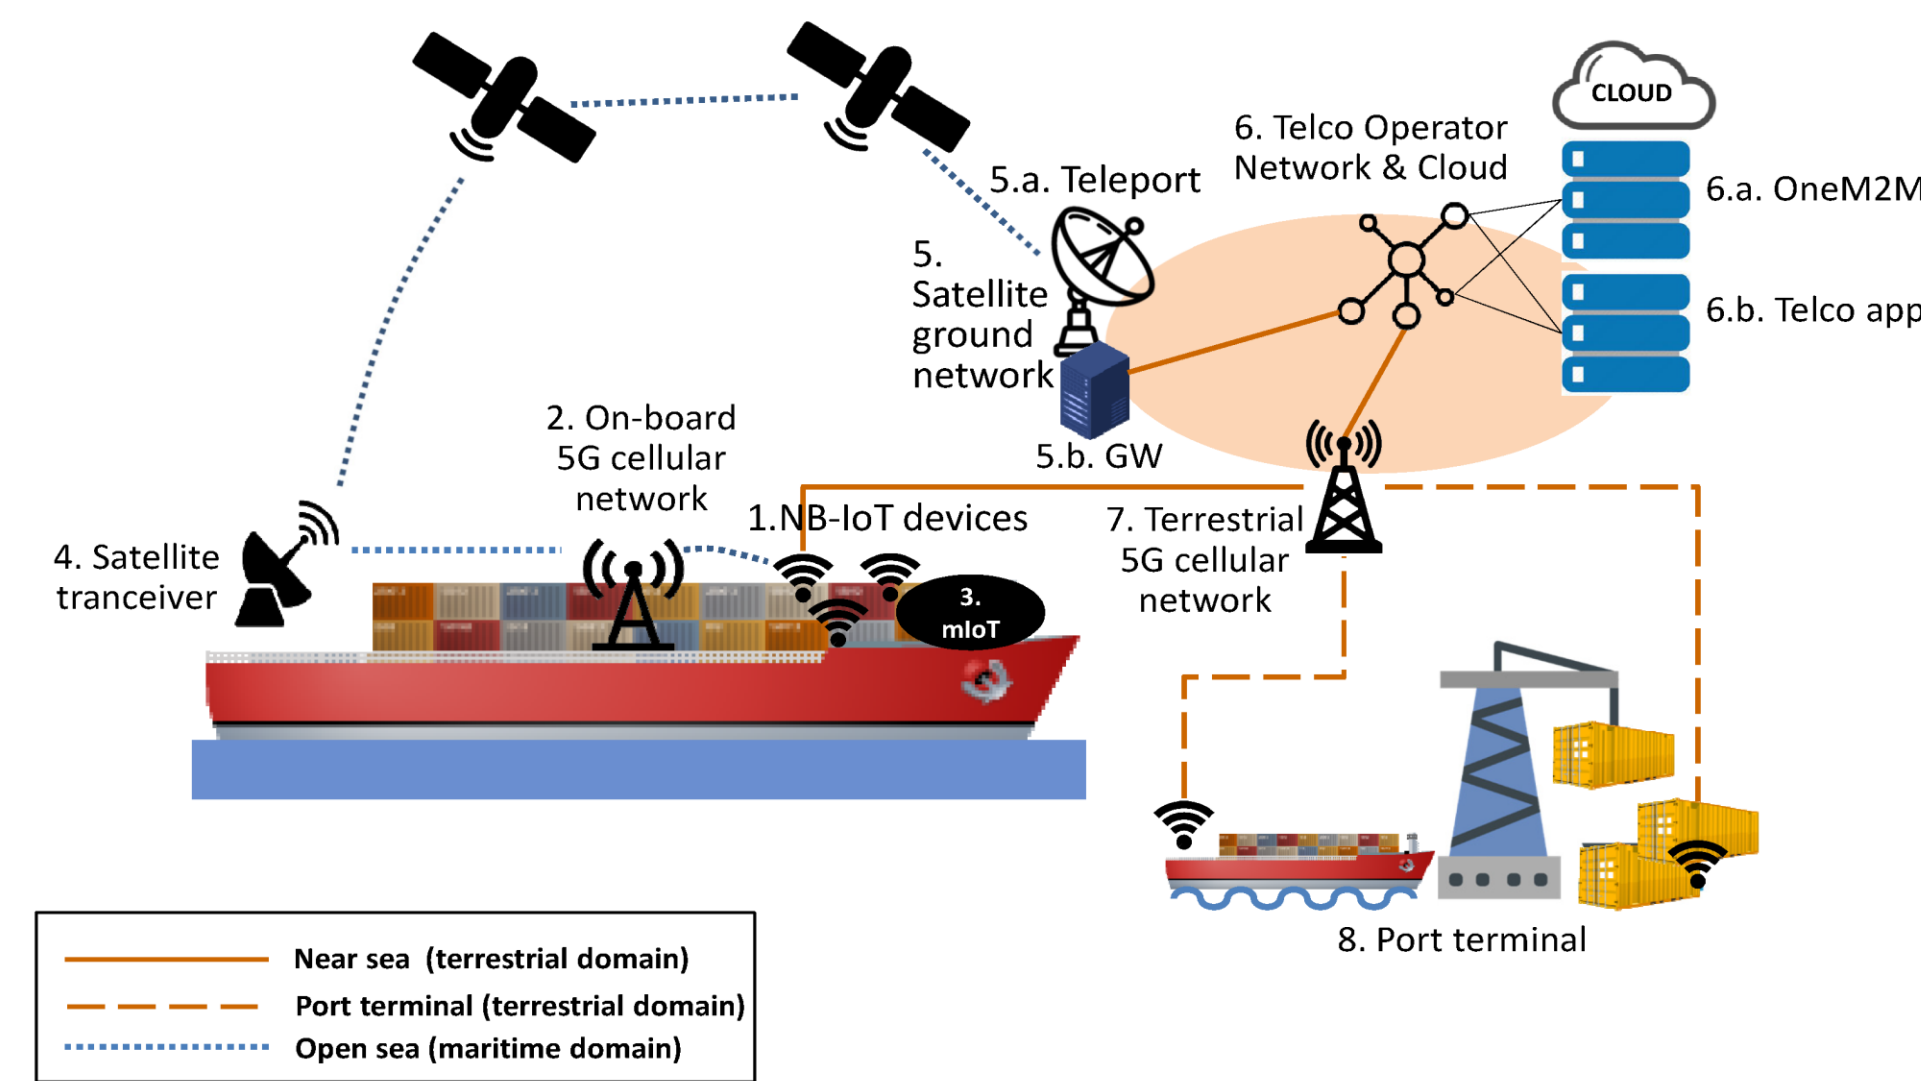 CLOUD
6. Telco Operator
Network & Cloud
5.a. Teleport
6.a. OneM2M
5.
Satellite
ground
network
6.b. Telco app
5.b. GW
2. On-board
5G cellular
network
1.NB-IoT devices
7. Terrestrial
5G cellular
network
4. Satellite
tranceiver
3.
mIoT
8. Port terminal
Near sea (terrestrial domain)
Port terminal (terrestrial domain)
Open sea (maritime domain)